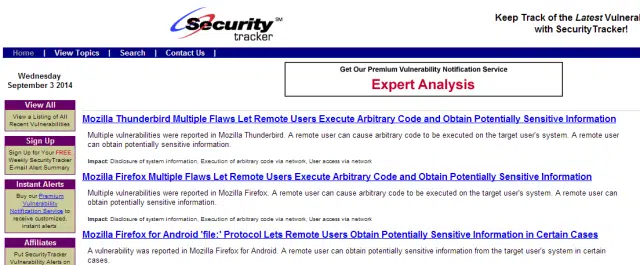 Security SM
tracker
Keep Track of the Latest
with SecurityTracker!
Home | View Topics | Search | Contact Us |
Wednesday
September 3 2014
Get Our Premium Vulnerability Notification Service
Expert Analysis
View All
View a Listing of All
Recent Vulnerabilities
Sign Up
Sign Up for Your FREE
Weekly SecurityTracker
E-mail Alert Summary
Instant Alerts
Buy our Premium
Vulnerability
Notification Service to
receive customized,
instant alerts
Affiliates
Put SecurityTracker
Vulnerability Alerts on
Mozilla Thunderbird Multiple Flaws Let Remote Users Execute Arbitrary Code and Obtain Potentially Sensitive Information
Multiple vulnerabilities were reported in Mozilla Thunderbird. A remote user can cause arbitrary code to be executed on the target user's system. A remote user can
obtain potentially sensitive information.
Impact: Disclosure of system information, Execution of arbitrary code via network, User access via network
Mozilla Firefox Multiple Flaws Let Remote Users Execute Arbitrary Code and Obtain Potentially Sensitive Information
Multiple vulnerabilities were reported in Mozilla Firefox. A remote user can cause arbitrary code to be executed on the target user's system. A remote user can
obtain potentially sensitive information.
Impact: Disclosure of system information, Execution of arbitrary code via network, User access via network
Mozilla Firefox for Android 'file:' Protocol Lets Remote Users Obtain Potentially Sensitive Information in Certain Cases
A vulnerability was reported in Mozilla Firefox for Android. A remote user can obtain potentially sensitive information from the target user's system in certain
cases.